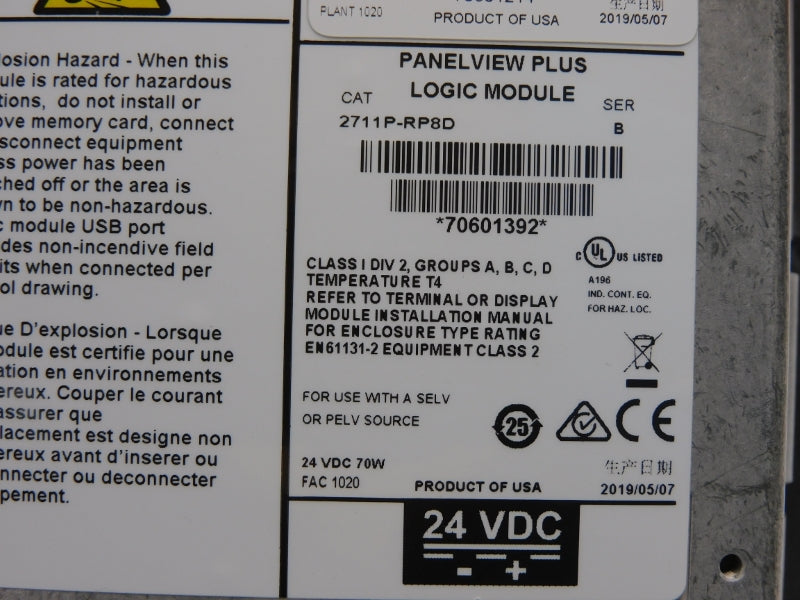 PLANT 1020
PRODUCT OF USA
生产日期
2019/05/07
losion Hazard - When this
ule is rated for hazardous
tions, do not install or
ove memory card, connect
sconnect equipment
ss power has been
ched off or the area is
wn to be non-hazardous.
c module USB port
des non-incendive field
its when connected per
ol drawing.
ue D'explosion - Lorsque
odule est certifie pour une
ation en environnements
ereux. Couper le courant
assurer que
placement est designe non
ereux avant d'inserer ou
nnecter ou deconnecter
pement.
PANELVIEW PLUS
LOGIC MODULE
CAT
SER
2711P-RP8D
B
*70601392*
CLASS I DIV 2, GROUPS A, B, C, D
TEMPERATURE T4
REFER TO TERMINAL OR DISPLAY
MODULE INSTALLATION MANUAL
FOR ENCLOSURE TYPE RATING
EN61131-2 EQUIPMENT CLASS 2
C UL US LISTED
A196
IND. CONT. EQ.
FOR HAZ. LOC.
FOR USE WITH A SELV
OR PELV SOURCE
25
CE
24 VDC 70W
FAC 1020
PRODUCT OF USA
生产日期
2019/05/07
24 VDC
- +